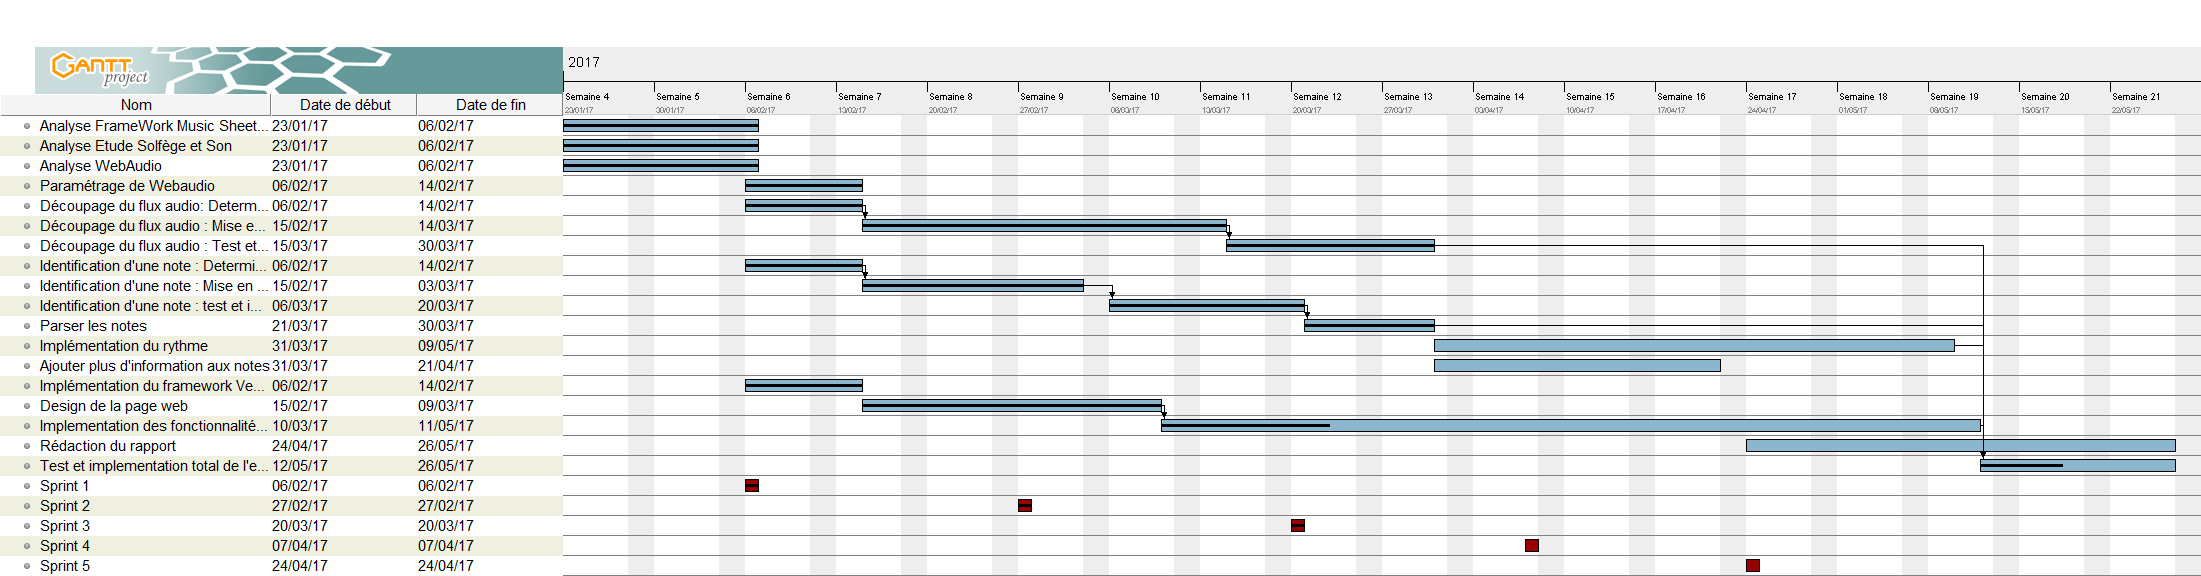 GANTT
project
2017
Nom Date de début Date de fin
Semaine 4 Semaine 5 Semaine 6 Semaine 7 Semaine 8 Semaine 9 Semaine 10 Semaine 11 Semaine 12 Semaine 13 Semaine 14 Semaine 15 Semaine 16 Semaine 17 Semaine 18 Semaine 19 Semaine 20 Semaine 21
23/01/17 30/01/17 06/02/17 13/02/17 20/02/17 27/02/17 06/03/17 13/03/17 20/03/17 27/03/17 03/04/17 10/04/17 17/04/17 24/04/17 01/05/17 08/05/17 15/05/17 22/05/17
Analyse FrameWork Music Sheet... 23/01/17 06/02/17
Analyse Etude Solfège et Son 23/01/17 06/02/17
Analyse WebAudio 23/01/17 06/02/17
Paramétrage de Webaudio 06/02/17 14/02/17
Découpage du flux audio: Determ... 06/02/17 14/02/17
Découpage du flux audio : Mise e... 15/02/17 14/03/17
Découpage du flux audio : Test et... 15/03/17 30/03/17
Identification d'une note : Determi... 06/02/17 14/02/17
Identification d'une note : Mise en ... 15/02/17 03/03/17
Identification d'une note : test et i... 06/03/17 20/03/17
Parser les notes 21/03/17 30/03/17
Implémentation du rythme 31/03/17 09/05/17
Ajouter plus d'information aux notes 31/03/17 21/04/17
Implémentation du framework Ve... 06/02/17 14/02/17
Design de la page web 15/02/17 09/03/17
Implementation des fonctionnalité... 10/03/17 11/05/17
Rédaction du rapport 24/04/17 26/05/17
Test et implementation total de l'e... 12/05/17 26/05/17
Sprint 1 06/02/17 06/02/17
Sprint 2 27/02/17 27/02/17
Sprint 3 20/03/17 20/03/17
Sprint 4 07/04/17 07/04/17
Sprint 5 24/04/17 24/04/17